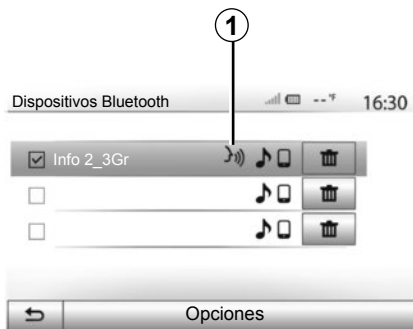 1
Dispositivos Bluetooth -- °F 16:30
Info 2_3Gr
Opciones